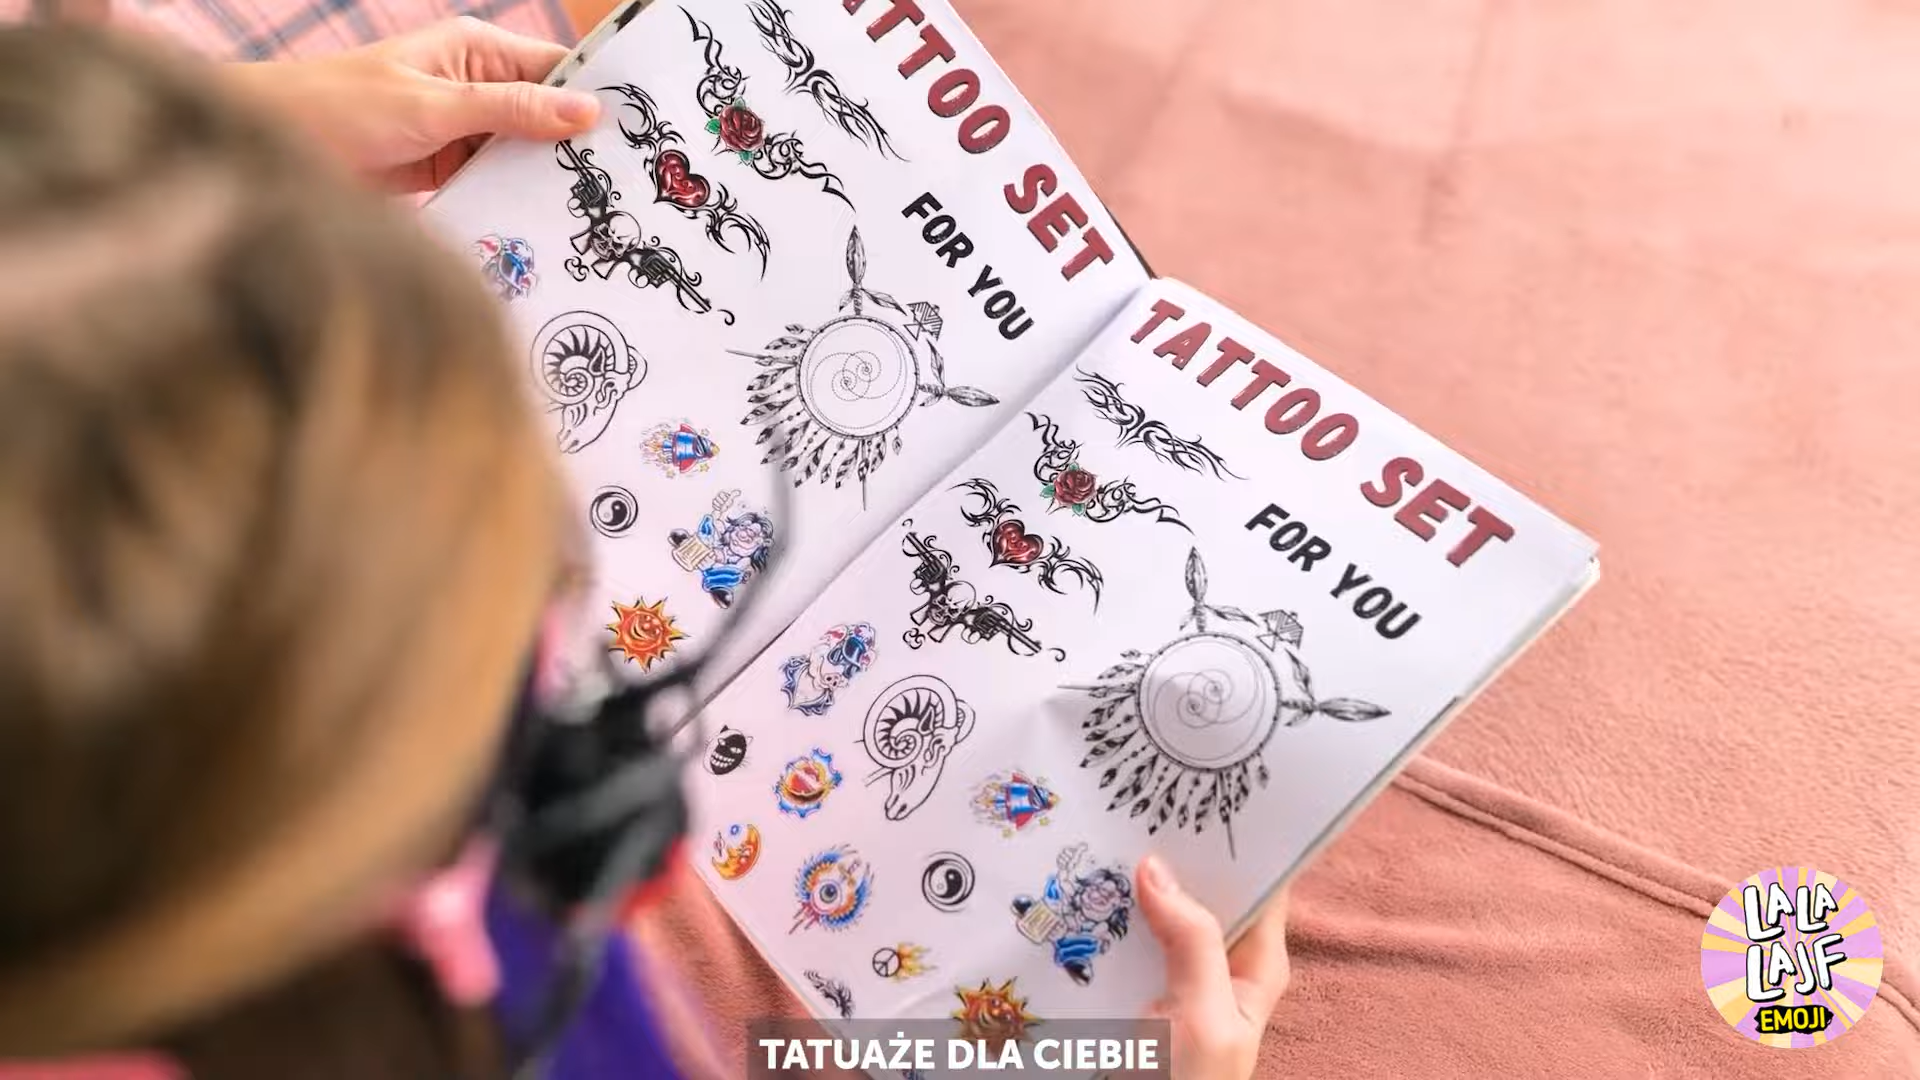 TATTOO SET
FOR YOU
TATTOO SET
FOR YOU
LA LA
LAJF
EMOJI
TATUAŻE DLA CIEBIE